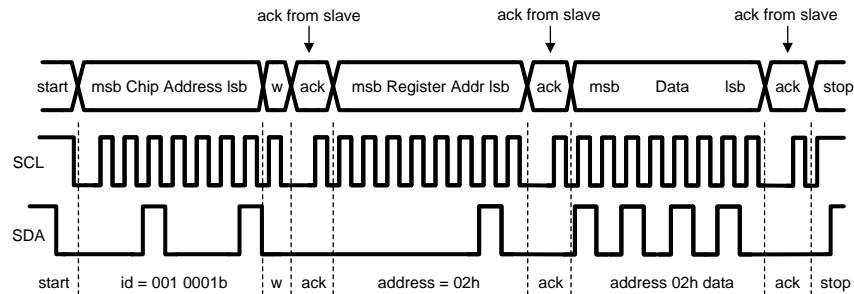 ack from slave ack from slave ack from slave
start msb Chip Address lsb w ack msb Register Addr lsb ack msb Data lsb ack stop
SCL
SDA
start id = 001 0001b w ack address = 02h ack address 02h data ack stop